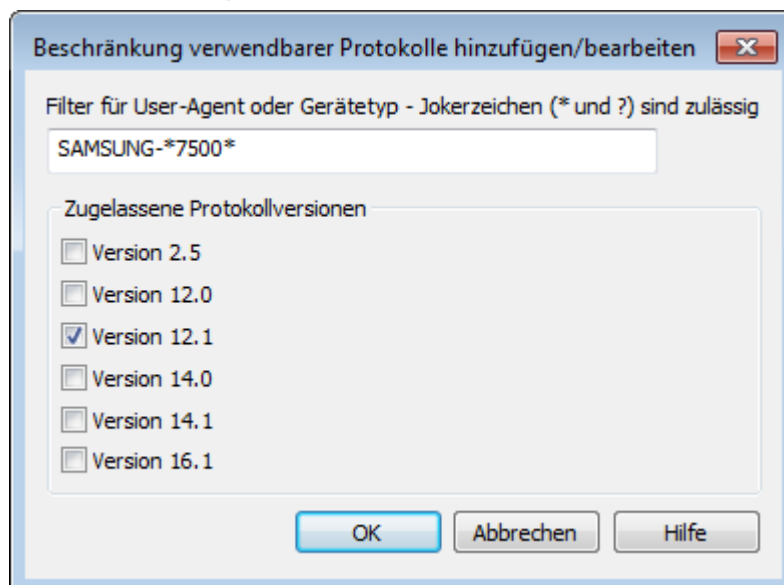 Beschränkung verwendbarer Protokolle hinzufügen/bearbeiten
Filter für User-Agent oder Gerätetyp - Jokerzeichen (* und ?) sind zulässig
SAMSUNG-*7500*
Zugelassene Protokollversionen
Version 2.5
Version 12.0
Version 12.1
Version 14.0
Version 14.1
Version 16.1
OK Abbrechen Hilfe